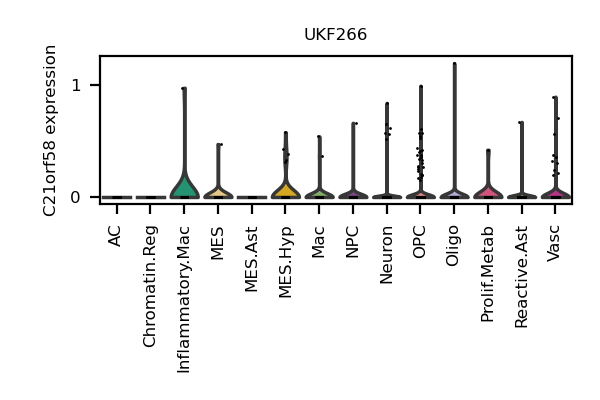 UKF266
C21orf58 expression
1
0
AC
Chromatin.Reg
Inflammatory.Mac
MES
MES.Ast
MES.Hyp
Mac
NPC
Neuron
OPC
Oligo
Prolif.Metab
Reactive.Ast
Vasc